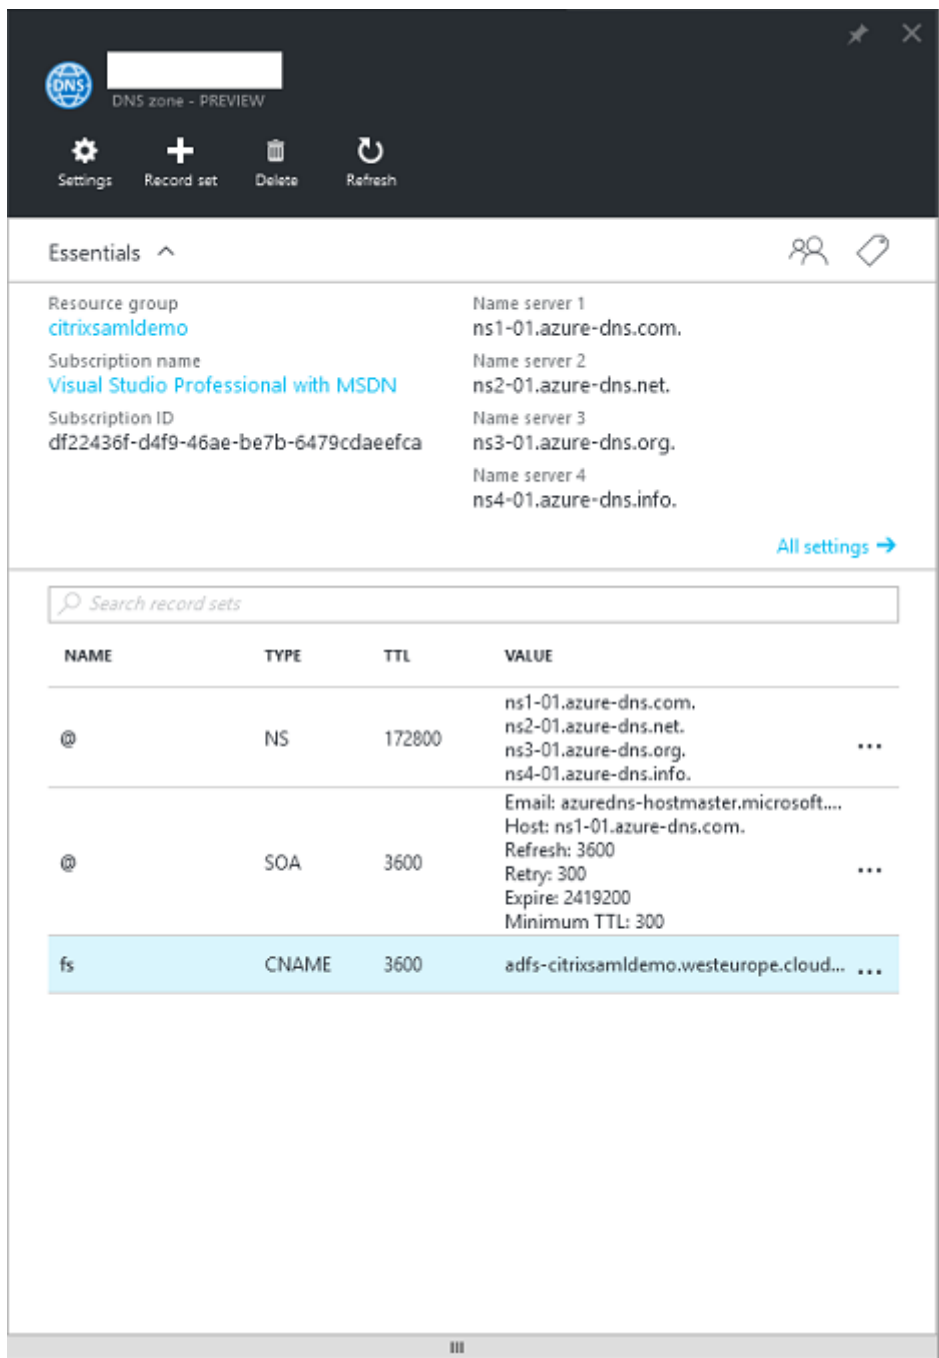 DNS
DNS zone - PREVIEW
Settings
Record set
Delete
Refresh
Essentials
Resource group
citrixsamldemo
Subscription name
Visual Studio Professional with MSDN
Subscription ID
df22436f-d4f9-46ae-be7b-6479cdaeefca
Name server 1
ns1-01.azure-dns.com.
Name server 2
ns2-01.azure-dns.net.
Name server 3
ns3-01.azure-dns.org.
Name server 4
ns4-01.azure-dns.info.
All settings →
Search record sets
NAME TYPE TTL VALUE
ns1-01.azure-dns.com.
ns2-01.azure-dns.net.
@ NS 172800
ns3-01.azure-dns.org.
ns4-01.azure-dns.info.
Email: azuredns-hostmaster.microsoft....
Host: ns1-01.azure-dns.com.
Refresh: 3600
@ SOA 3600
Retry: 300
Expire: 2419200
Minimum TTL: 300
fs CNAME 3600 adfs-citrixsamldemo.westeurope.cloud...